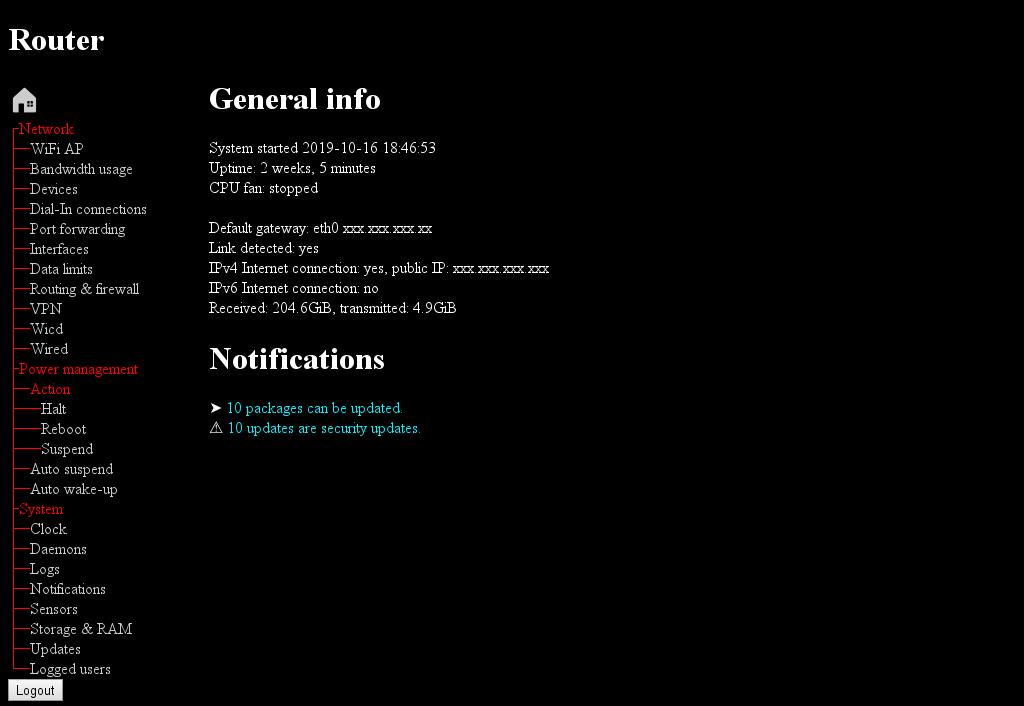 Router
Network
WiFi AP
Bandwidth usage
Devices
Dial-In connections
Port forwarding
Interfaces
Data limits
Routing & firewall
VPN
Wicd
Wired
Power management
Action
Halt
Reboot
Suspend
Auto suspend
Auto wake-up
System
Clock
Daemons
Logs
Notifications
Sensors
Storage & RAM
Updates
Logged users
Logout
General info
System started 2019-10-16 18:46:53
Uptime: 2 weeks, 5 minutes
CPU fan: stopped
Default gateway: eth0 xxx.xxx.xxx.xx
Link detected: yes
IPv4 Internet connection: yes, public IP: xxx.xxx.xxx.xxx
IPv6 Internet connection: no
Received: 204.6GiB, transmitted: 4.9GiB
Notifications
➤ 10 packages can be updated.
⚠ 10 updates are security updates.